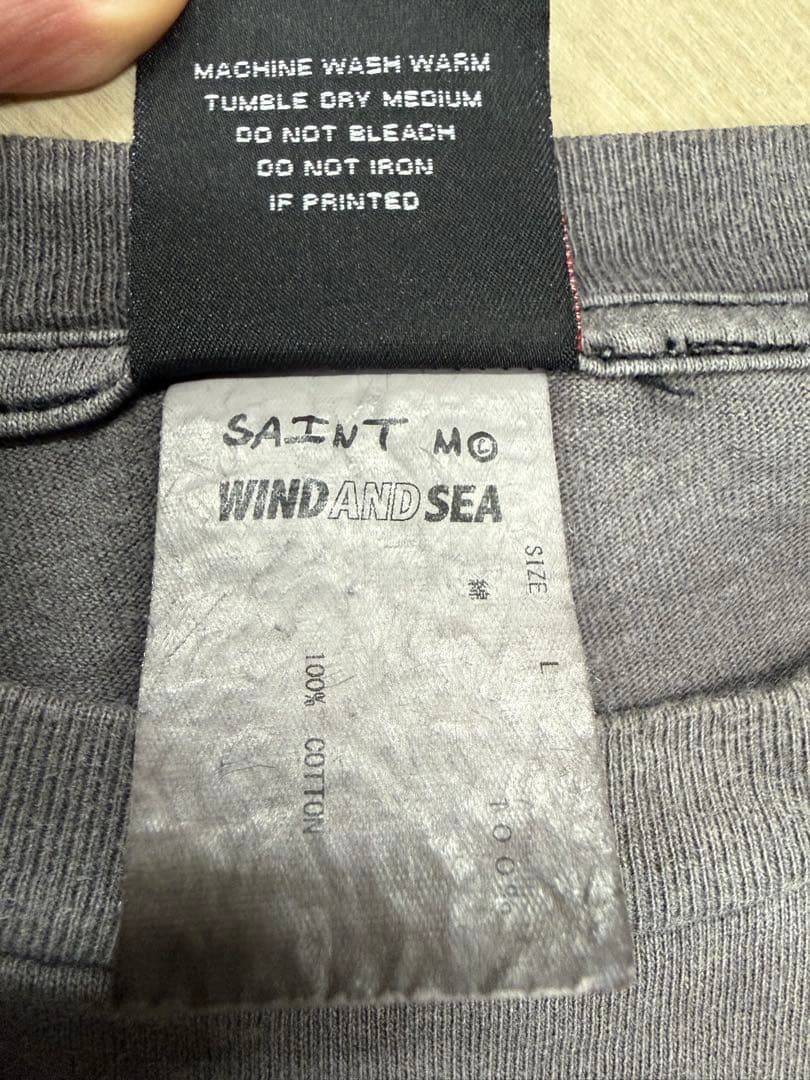 MACHINE WASH WARM
TUMBLE DRY MEDIUM
DO NOT BLEACH
DO NOT IRON
IF PRINTED
SAINT MⒸ
WINDANDSEA
SIZE L
綿 100%
100% COTTON